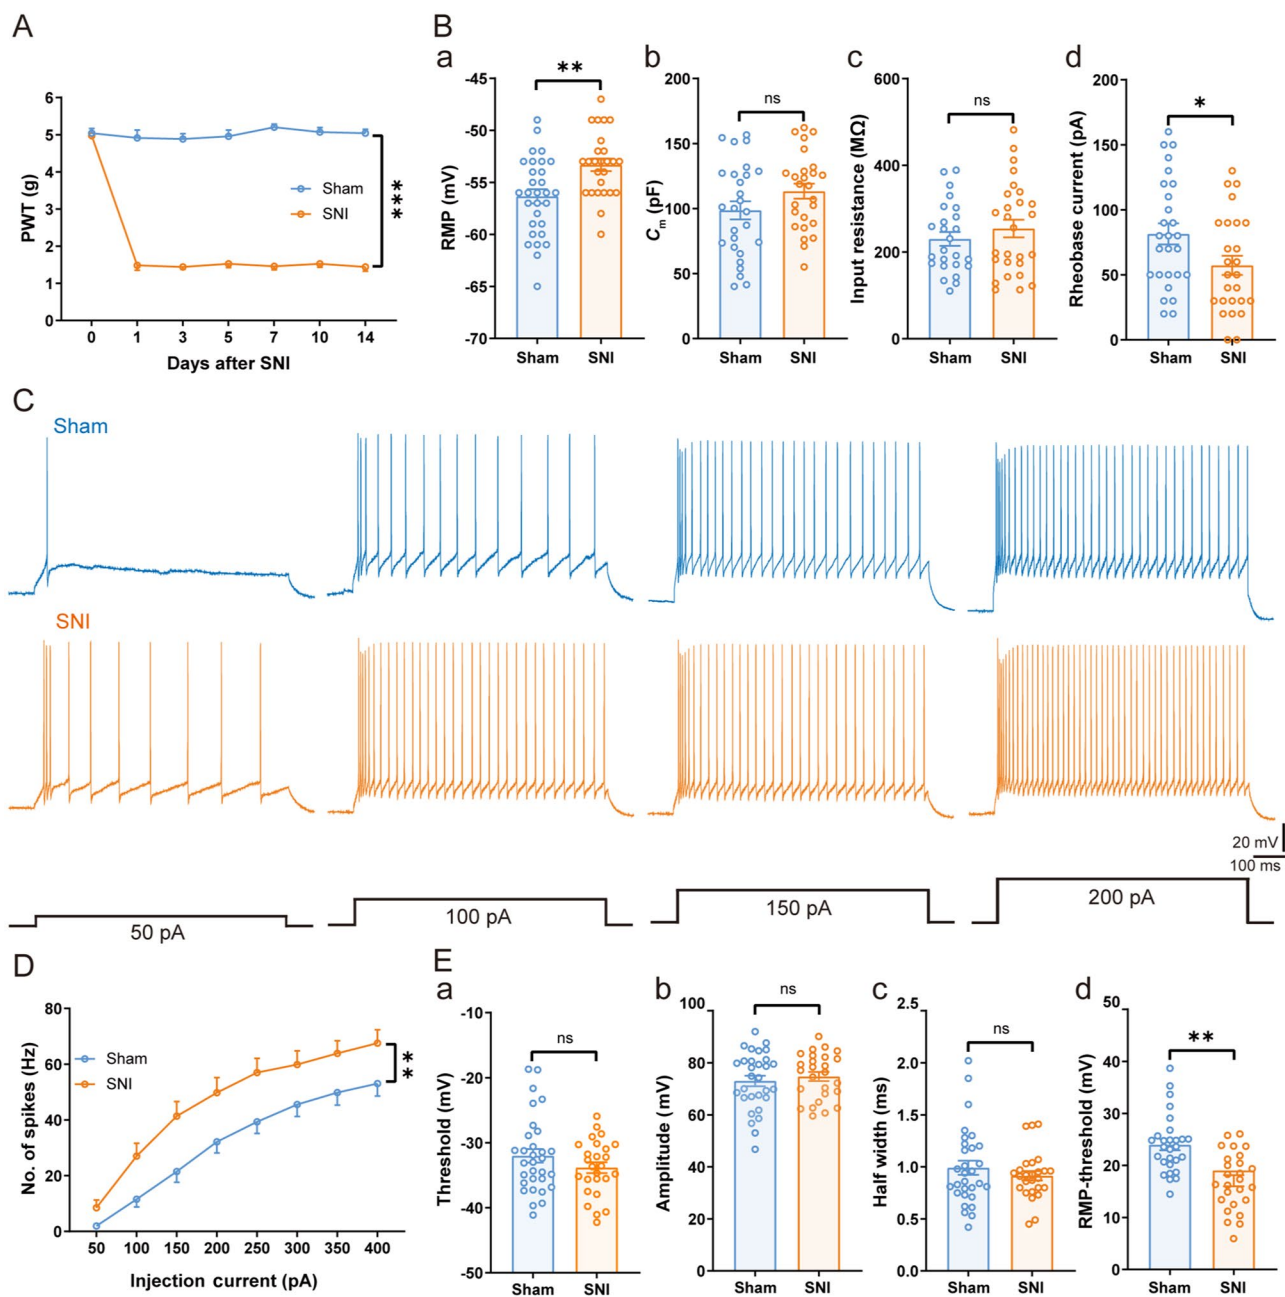 A
6
5
4
3
2
1
0
PWT (g)
Sham
SNI
***
0 1 3 5 7 10 14
Days after SNI
B
a
-45
-50
-55
-60
-65
-70
RMP (mV)
**
Sham SNI
b
200
150
100
50
0
Cm (pF)
ns
Sham SNI
c
600
400
200
0
Input resistance (MΩ)
ns
Sham SNI
d
200
150
100
50
0
Rheobase current (pA)
*
Sham SNI
C
Sham
SNI
20 mV
100 ms
50 pA
100 pA
150 pA
200 pA
D
80
60
40
20
0
No. of spikes (Hz)
Sham
SNI
**
50 100 150 200 250 300 350 400
Injection current (pA)
E
a
-10
-20
-30
-40
-50
Threshold (mV)
ns
Sham SNI
b
100
80
60
40
20
0
Amplitude (mV)
ns
Sham SNI
c
2.5
2.0
1.5
1.0
0.5
0.0
Half width (ms)
ns
Sham SNI
d
50
40
30
20
10
0
RMP-threshold (mV)
**
Sham SNI